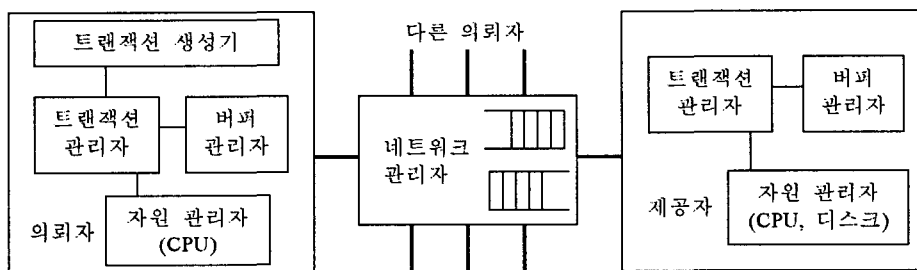 트랜잭션 생성기
트랜잭션
관리자
버퍼
관리자
의뢰자
자원 관리자
(CPU)
다른 의뢰자
네트워크
관리자
트랜잭션
관리자
버퍼
관리자
제공자
자원 관리자
(CPU, 디스크)